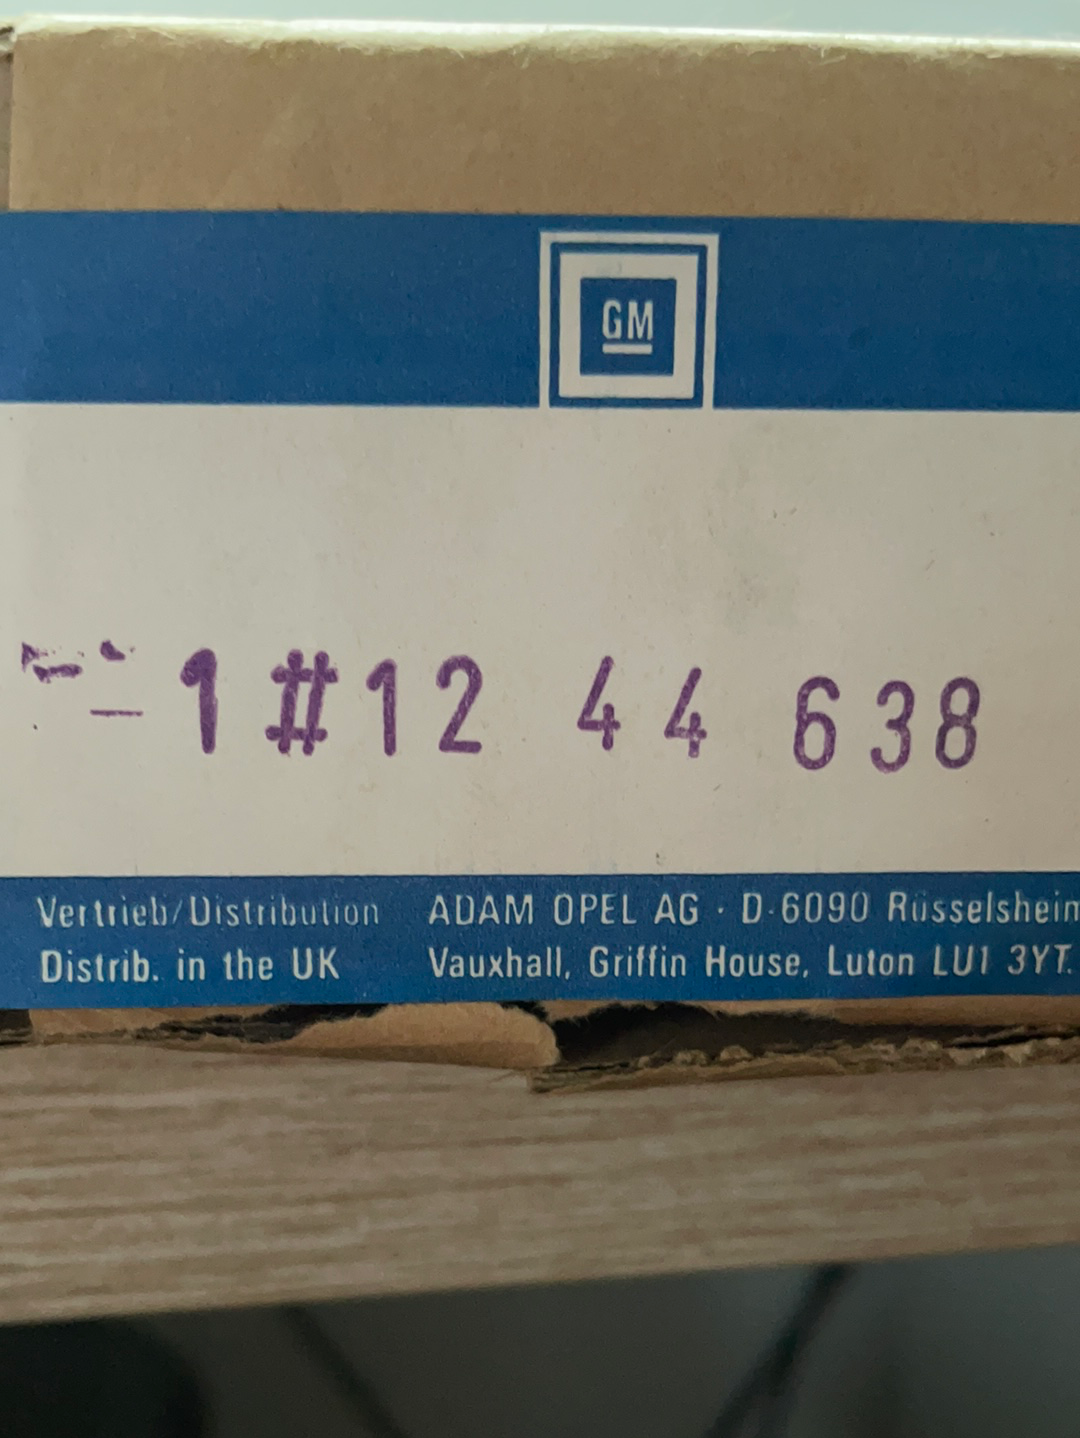 GM
1 # 12 44 638
Vertrieb/Distribution ADAM OPEL AG · D-6090 Rüsselsheim
Distrib. in the UK Vauxhall, Griffin House, Luton LU1 3YT.